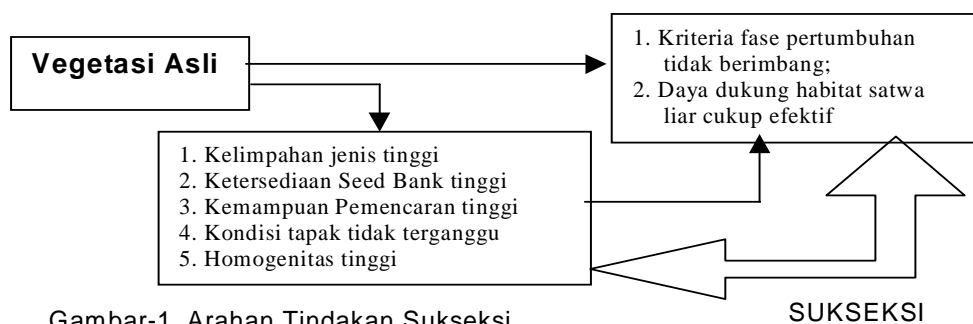 Vegetasi Asli
1. Kriteria fase pertumbuhan
tidak berimbang;
2. Daya dukung habitat satwa
liar cukup efektif
1. Kelimpahan jenis tinggi
2. Ketersediaan Seed Bank tinggi
3. Kemampuan Pemencaran tinggi
4. Kondisi tapak tidak terganggu
5. Homogenitas tinggi
SUKSEKSI
Gambar-1. Arahan Tindakan Sukseksi